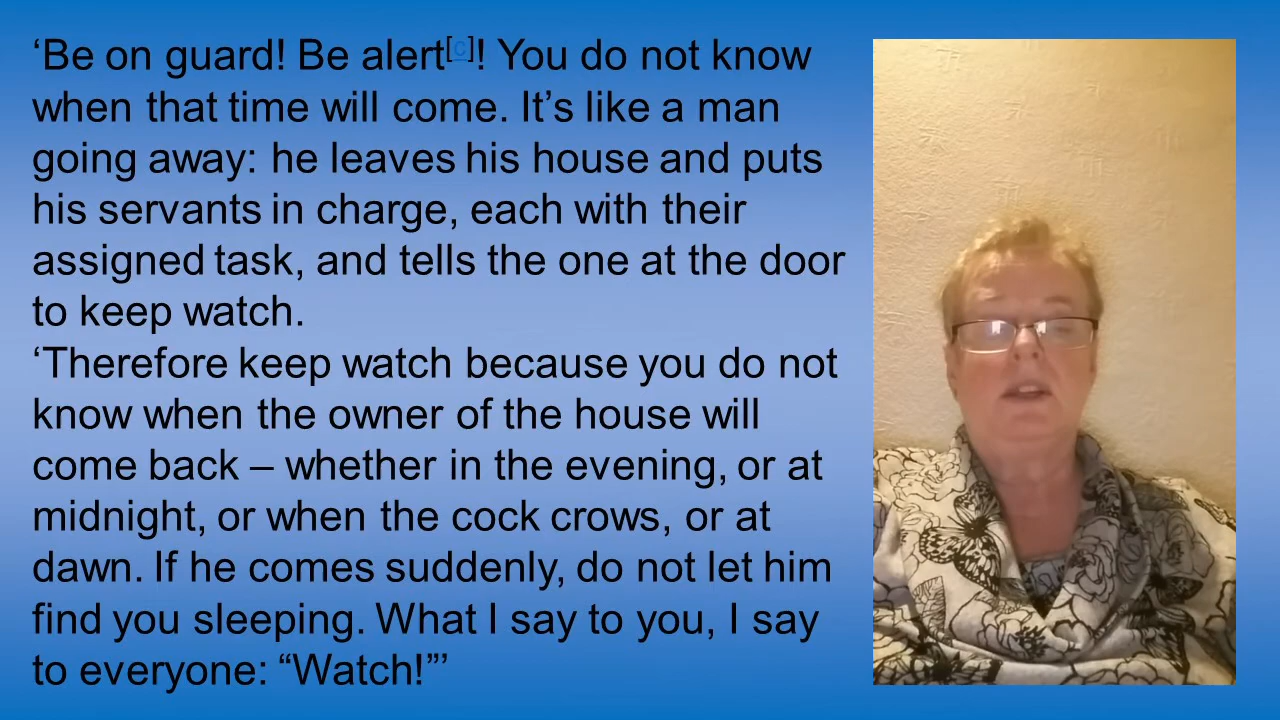 ‘Be on guard! Be alert[c]! You do not know
when that time will come. It’s like a man
going away: he leaves his house and puts
his servants in charge, each with their
assigned task, and tells the one at the door
to keep watch.
‘Therefore keep watch because you do not
know when the owner of the house will
come back – whether in the evening, or at
midnight, or when the cock crows, or at
dawn. If he comes suddenly, do not let him
find you sleeping. What I say to you, I say
to everyone: “Watch!”’